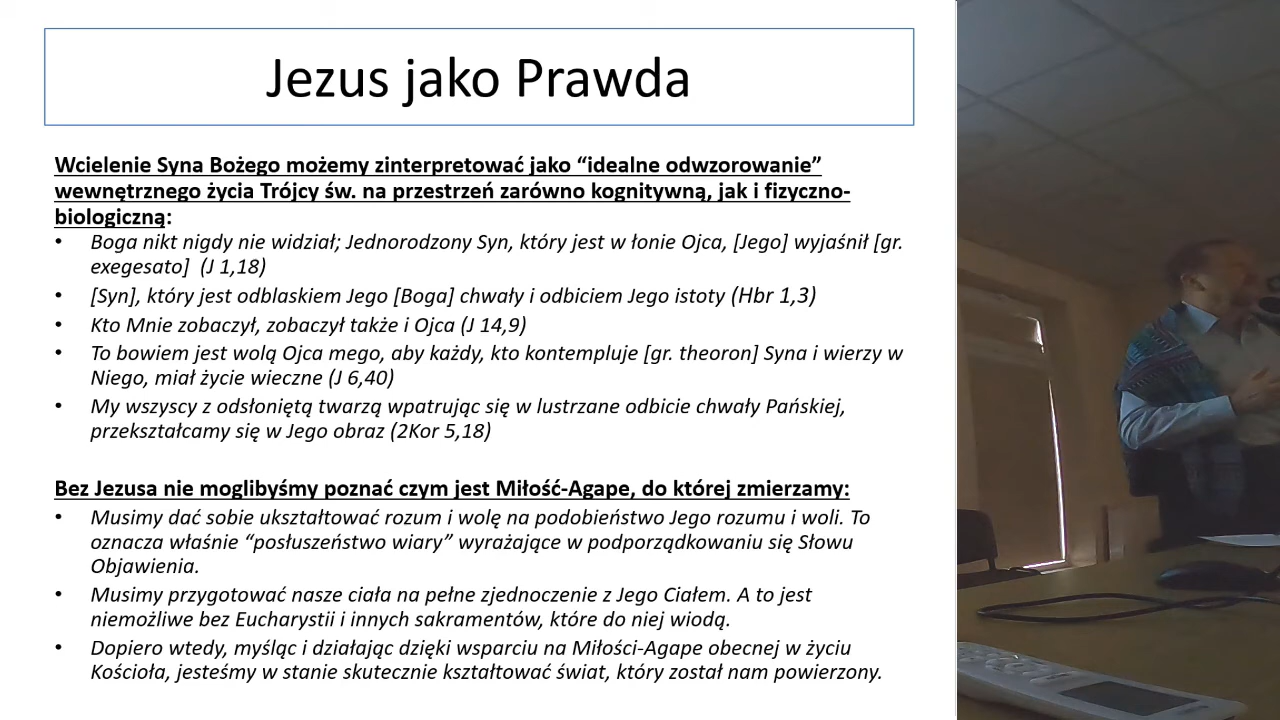 Jezus jako Prawda
Wcielenie Syna Bożego możemy zinterpretować jako “idealne odwzorowanie”
wewnętrznego życia Trójcy św. na przestrzeń zarówno kognitywną, jak i fizyczno-
biologiczną:
• Boga nikt nigdy nie widział; Jednorodzony Syn, który jest w łonie Ojca, [Jego] wyjaśnił [gr.
exegesato] (J 1,18)
• [Syn], który jest odblaskiem Jego [Boga] chwały i odbiciem Jego istoty (Hbr 1,3)
• Kto Mnie zobaczył, zobaczył także i Ojca (J 14,9)
• To bowiem jest wolą Ojca mego, aby każdy, kto kontempluje [gr. theoron] Syna i wierzy w
Niego, miał życie wieczne (J 6,40)
• My wszyscy z odsłoniętą twarzą wpatrując się w lustrzane odbicie chwały Pańskiej,
przekształcamy się w Jego obraz (2Kor 5,18)
Bez Jezusa nie moglibyśmy poznać czym jest Miłość-Agape, do której zmierzamy:
• Musimy dać sobie ukształtować rozum i wolę na podobieństwo Jego rozumu i woli. To
oznacza właśnie “posłuszeństwo wiary” wyrażające w podporządkowaniu się Słowu
Objawienia.
• Musimy przygotować nasze ciała na pełne zjednoczenie z Jego Ciałem. A to jest
niemożliwe bez Eucharystii i innych sakramentów, które do niej wiodą.
• Dopiero wtedy, myśląc i działając dzięki wsparciu na Miłości-Agape obecnej w życiu
Kościoła, jesteśmy w stanie skutecznie kształtować świat, który został nam powierzony.